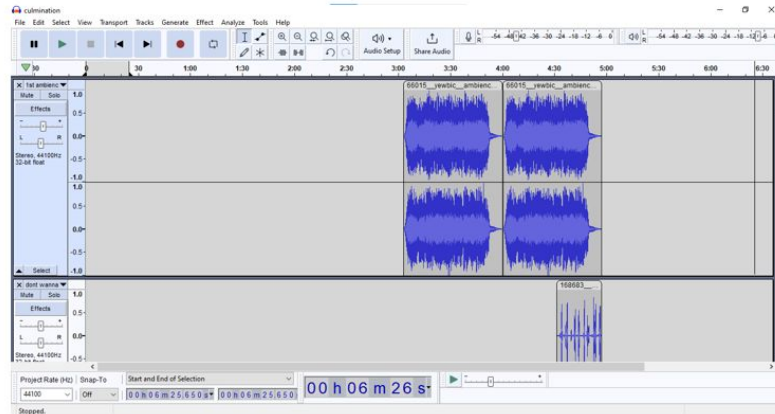 culmination
File Edit Select View Transport Tracks Generate Effect Analyze Tools Help
Audio Setup
Share Audio
L R -54 -48 -42 -36 -30 -24 -18 -12 -6 0
L R -54 -48 -42 -36 -30 -24 -18 -12 -6
30 0 30 1:00 1:30 2:00 2:30 3:00 3:30 4:00 4:30 5:00 5:30 6:00 6:30
1st ambienc
66015__yewbic__ambienc...
66015__yewbic__ambienc...
Mute Solo
Effects
- +
L R
Stereo, 44100Hz
32-bit float
Select
1.0
0.5-
0.0-
-0.5-
-1.0
1.0
0.5-
0.0-
-0.5-
-1.0
dont wanna
168683__...
Mute Solo
Effects
- +
L R
Stereo, 44100Hz
32-bit float
1.0
0.5-
0.0-
-0.5-
Project Rate (Hz) Snap-To Start and End of Selection
44100 Off 00 h 06 m 25.650 s 00 h 06 m 25.650
00 h 06 m 26 s
Stopped.